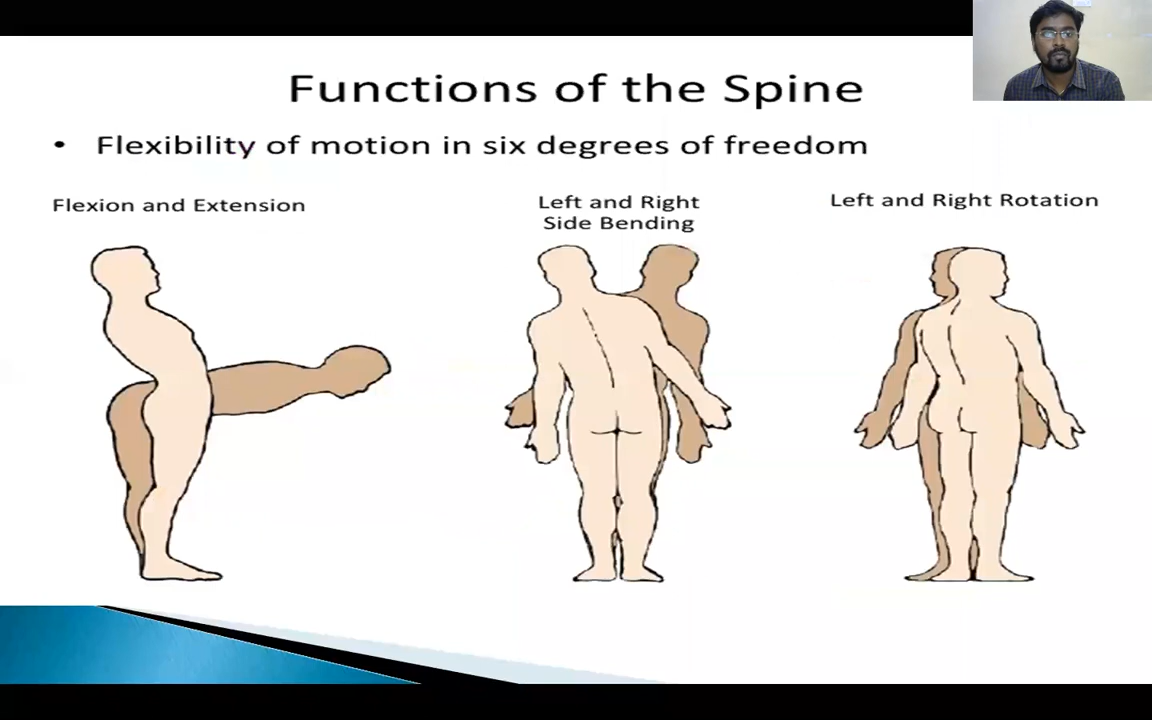 Functions of the Spine
• Flexibility of motion in six degrees of freedom
Flexion and Extension
Left and Right
Side Bending
Left and Right Rotation